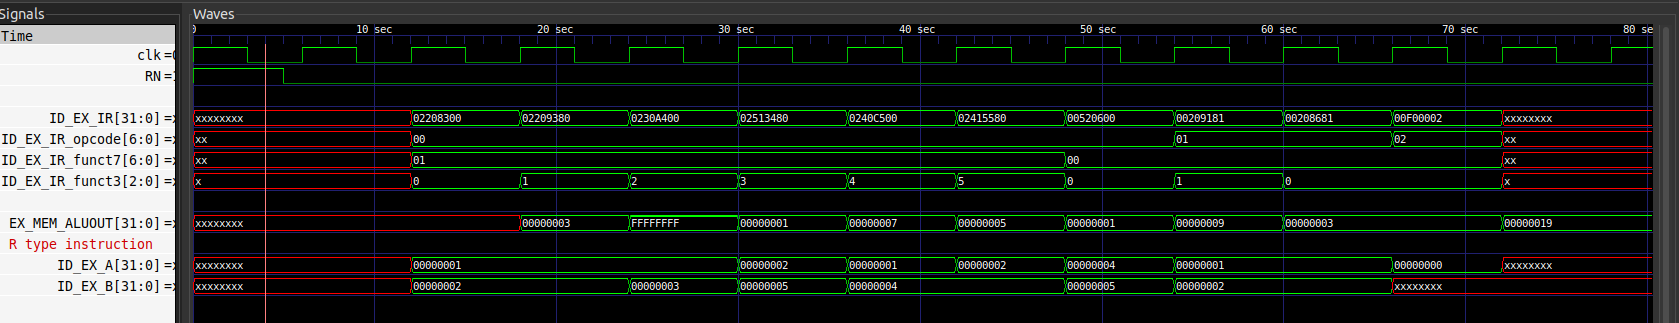 Signals
Waves
Time
0 10 sec 20 sec 30 sec 40 sec 50 sec 60 sec 70 sec 80 se
clk =0
RN =1
ID_EX_IR[31:0] =x xxxxxxxx 02208300 02209380 0230A400 02513480 0240C500 02415580 00520600 00209181 00208681 00F00002 xxxxxxxx
ID_EX_IR_opcode[6:0] =x xx 00 01 02 xx
ID_EX_IR_funct7[6:0] =x xx 01 00 xx
ID_EX_IR_funct3[2:0] =x x 0 1 2 3 4 5 0 1 0 x
EX_MEM_ALUOUT[31:0] =x xxxxxxxx 00000003 FFFFFFFF 00000001 00000007 00000005 00000001 00000009 00000003 00000019
R type instruction
ID_EX_A[31:0] =x xxxxxxxx 00000001 00000002 00000001 00000002 00000004 00000001 00000000 xxxxxxxx
ID_EX_B[31:0] =x xxxxxxxx 00000002 00000003 00000005 00000004 00000005 00000002 xxxxxxxx